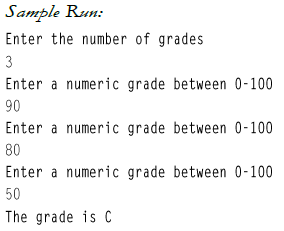 Sample Run:
Enter the number of grades
3
Enter a numeric grade between 0-100
90
Enter a numeric grade between 0-100
80
Enter a numeric grade between 0-100
50
The grade is C